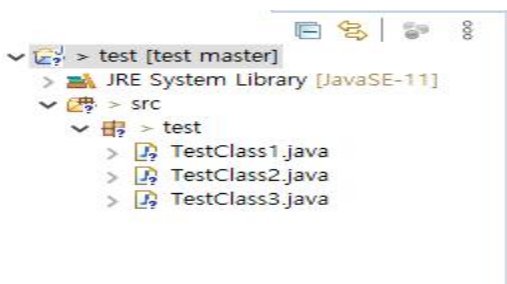 > test [test master]
JRE System Library [JavaSE-11]
> src
> test
TestClass1.java
TestClass2.java
TestClass3.java